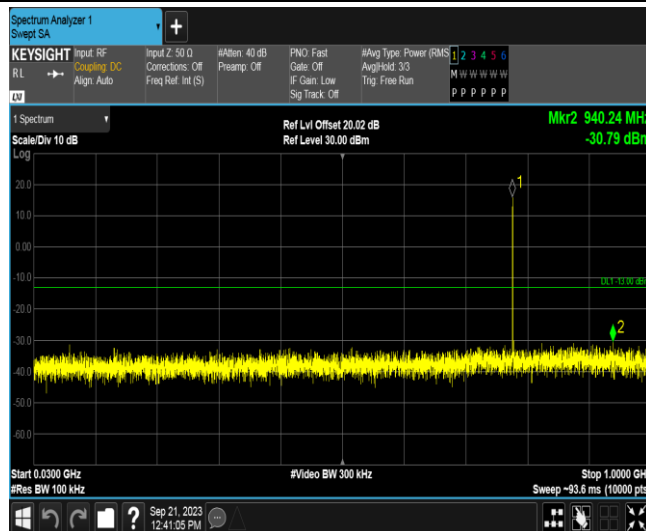 Spectrum Analyzer 1
Swept SA
+
KEYSIGHT Input: RF Input Z: 50 Ω #Atten: 40 dB PNO: Fast #Avg Type: Power (RMS 1 2 3 4 5 6
RL Coupling: DC Corrections: Off Preamp: Off Gate: Off Avg|Hold: 3/3 M W W W W W
Align: Auto Freq Ref: Int (S) IF Gain: Low Trig: Free Run
Sig Track: Off P P P P P P
LXI
1 Spectrum Ref Lvl Offset 20.02 dB Mkr2 940.24 MHz
Scale/Div 10 dB Ref Level 30.00 dBm -30.79 dBm
Log
1
20.0
10.0
0.00
-10.0
DL1 -13.00 dBm
-20.0
2
-30.0
-40.0
-50.0
-60.0
Start 0.0300 GHz #Video BW 300 kHz Stop 1.0000 GH
#Res BW 100 kHz Sweep ~93.6 ms (10000 pts
? Sep 21, 2023
12:41:05 PM